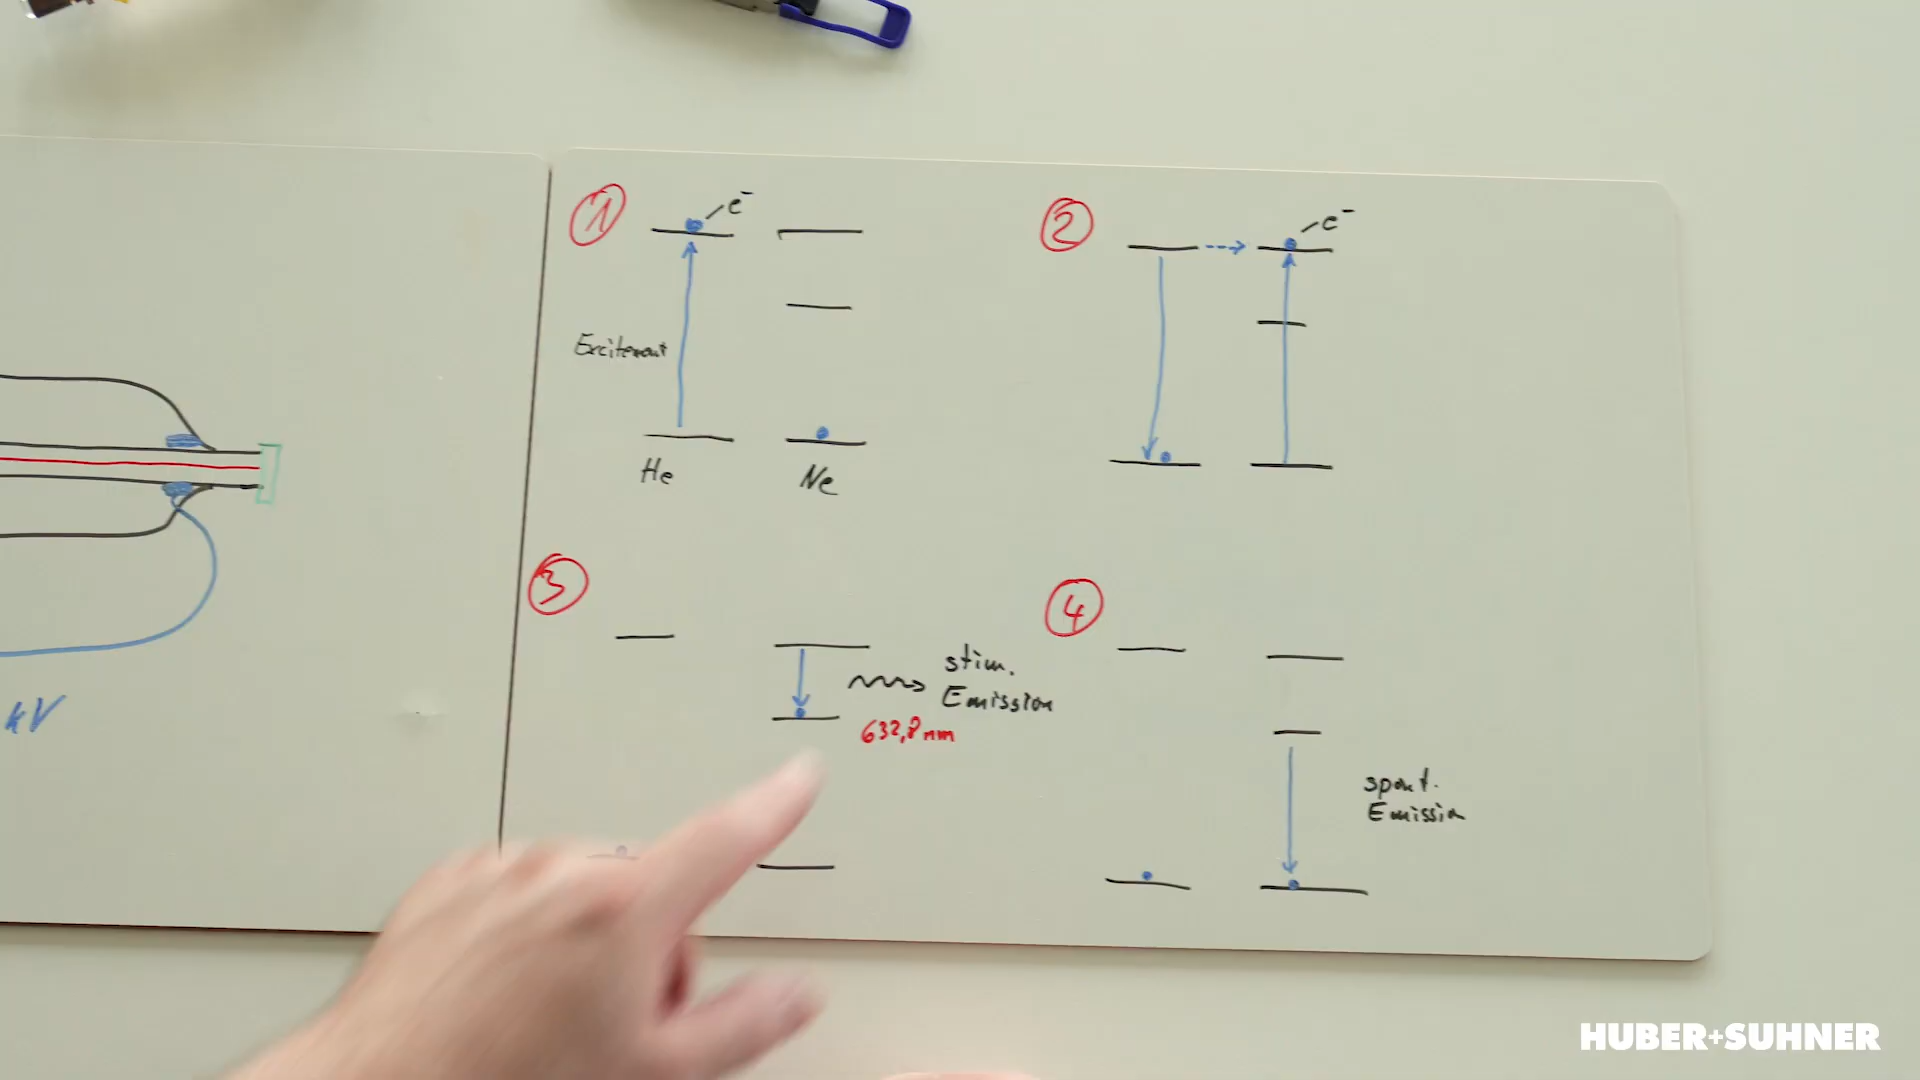 1
e⁻
Excitement
He
Ne
2
e⁻
3
stim.
Emission
632,8 nm
4
spont.
Emission
kV
HUBER+SUHNER